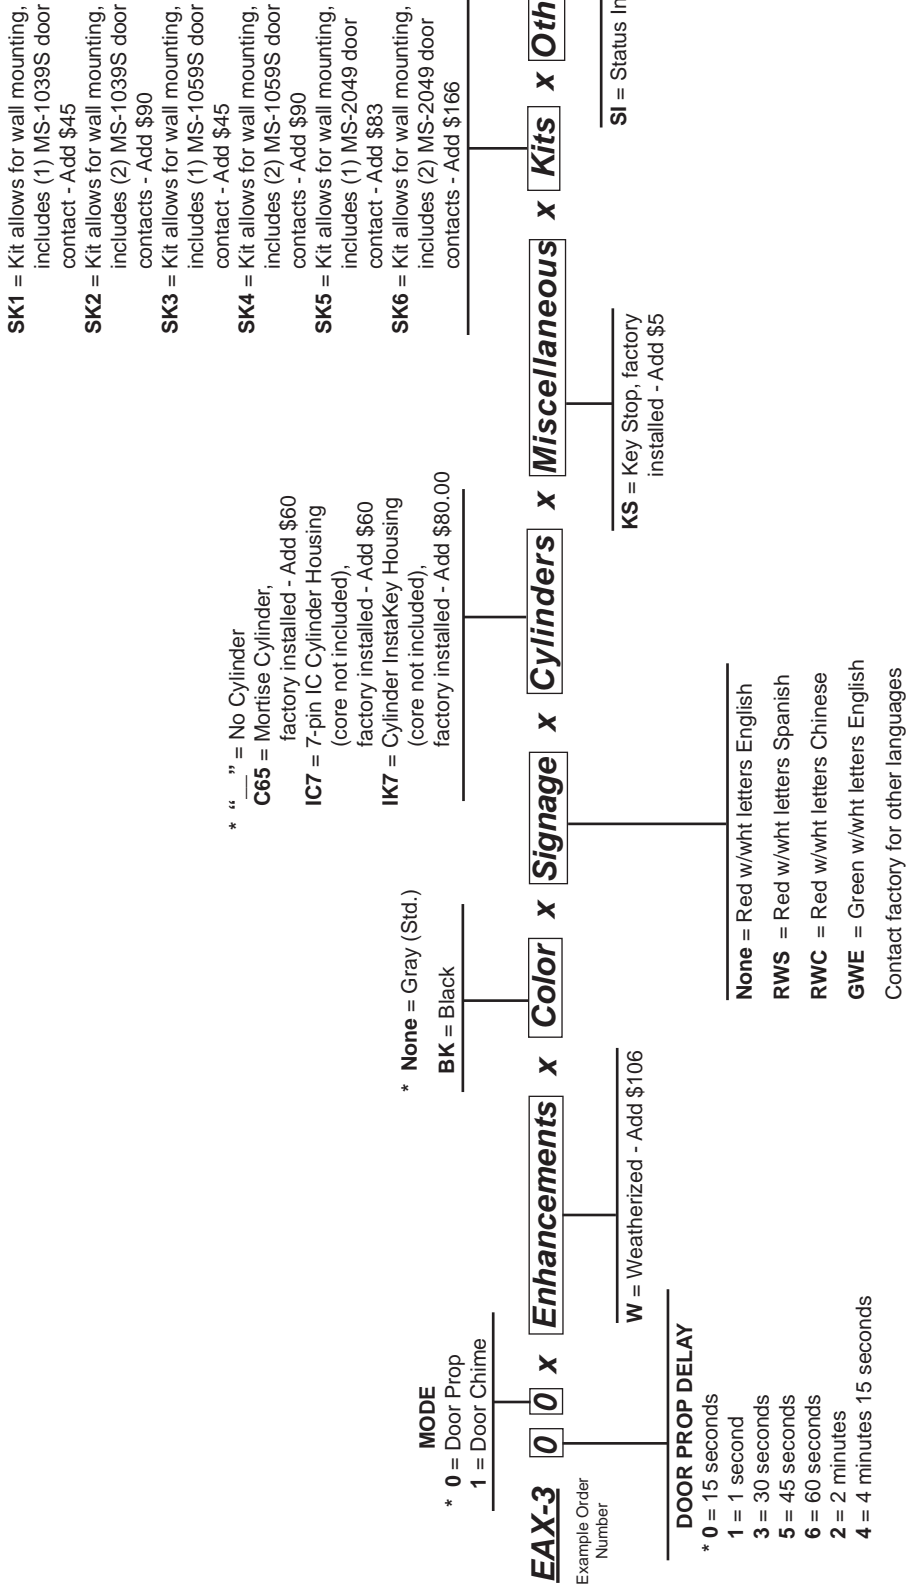 SK1 = Kit allows for wall mounting,
includes (1) MS-1039S door
contact - Add $45
SK2 = Kit allows for wall mounting,
includes (2) MS-1039S door
contacts - Add $90
SK3 = Kit allows for wall mounting,
includes (1) MS-1059S door
contact - Add $45
SK4 = Kit allows for wall mounting,
includes (2) MS-1059S door
contacts - Add $90
SK5 = Kit allows for wall mounting,
includes (1) MS-2049 door
contact - Add $83
SK6 = Kit allows for wall mounting,
includes (2) MS-2049 door
contacts - Add $166
* “ __ ” = No Cylinder
C65 = Mortise Cylinder,
factory installed - Add $60
IC7 = 7-pin IC Cylinder Housing
(core not included),
factory installed - Add $60
IK7 = Cylinder InstaKey Housing
(core not included),
factory installed - Add $80.00
* None = Gray (Std.)
BK = Black
MODE
* 0 = Door Prop
1 = Door Chime
EAX-3 0 0 x Enhancements x Color x Signage x Cylinders x Miscellaneous x Kits x Oth
Example Order
Number
DOOR PROP DELAY
* 0 = 15 seconds
1 = 1 second
3 = 30 seconds
5 = 45 seconds
6 = 60 seconds
2 = 2 minutes
4 = 4 minutes 15 seconds
W = Weatherized - Add $106
None = Red w/wht letters English
RWS = Red w/wht letters Spanish
RWC = Red w/wht letters Chinese
GWE = Green w/wht letters English
Contact factory for other languages
KS = Key Stop, factory
installed - Add $5
SI = Status In